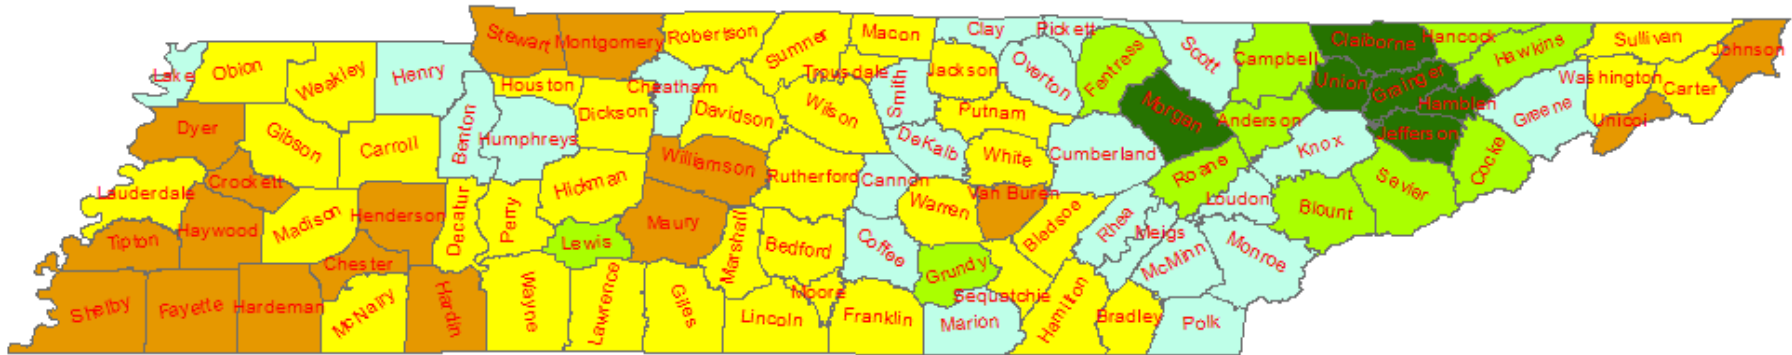 Lake
Obion
Weakley
Henry
Stewart
Montgomery
Robertson
Sumner
Macon
Clay
Pickett
Scott
Campbell
Claiborne
Hancock
Hawkins
Sullivan
Johnson
Houston
Cheatham
Trousdale
Jackson
Overton
Fentress
Union
Grainger
Washington
Carter
Dyer
Gibson
Carroll
Benton
Humphreys
Dickson
Davidson
Wilson
Smith
Putnam
Morgan
Anderson
Hamblen
Greene
Unicoi
Jefferson
Lauderdale
Crockett
Madison
Henderson
Decatur
Perry
Hickman
Williamson
Rutherford
Cannon
DeKalb
White
Cumberland
Roane
Knox
Sevier
Cocke
Tipton
Haywood
Chester
Lewis
Maury
Marshall
Bedford
Coffee
Warren
Van Buren
Bledsoe
Rhea
Meigs
Loudon
Blount
Shelby
Fayette
Hardeman
McNairy
Hardin
Wayne
Lawrence
Giles
Lincoln
Moore
Franklin
Grundy
Sequatchie
Marion
Hamilton
Bradley
McMinn
Polk
Monroe